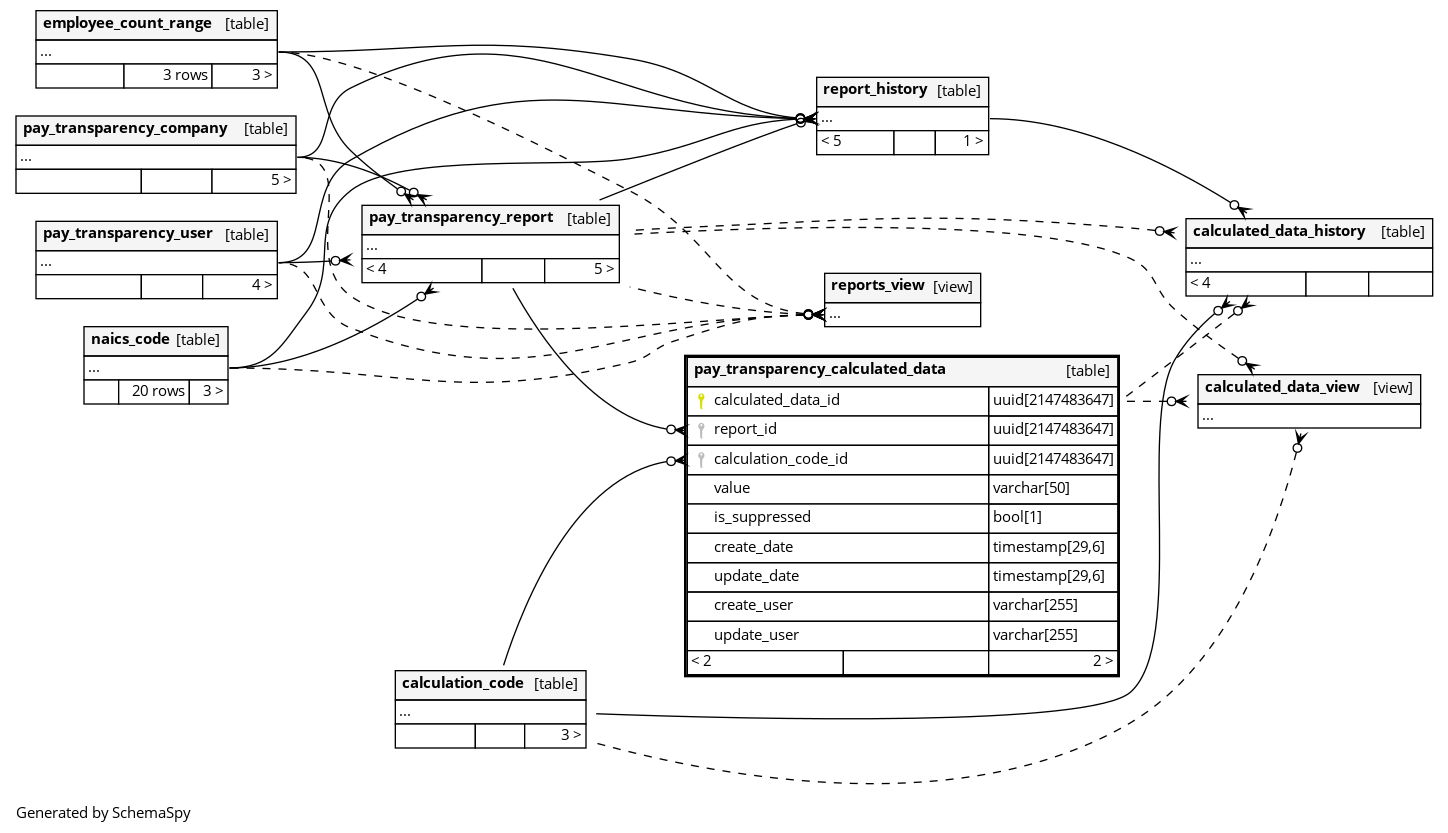 employee_count_range [table]
...
3 rows 3 >
pay_transparency_company [table]
...
5 >
pay_transparency_user [table]
...
4 >
naics_code [table]
...
20 rows 3 >
pay_transparency_report [table]
...
< 4 5 >
report_history [table]
...
< 5 1 >
reports_view [view]
...
calculated_data_history [table]
...
< 4
calculated_data_view [view]
...
pay_transparency_calculated_data [table]
calculated_data_id uuid[2147483647]
report_id uuid[2147483647]
calculation_code_id uuid[2147483647]
value varchar[50]
is_suppressed bool[1]
create_date timestamp[29,6]
update_date timestamp[29,6]
create_user varchar[255]
update_user varchar[255]
< 2 2 >
calculation_code [table]
...
3 >
Generated by SchemaSpy